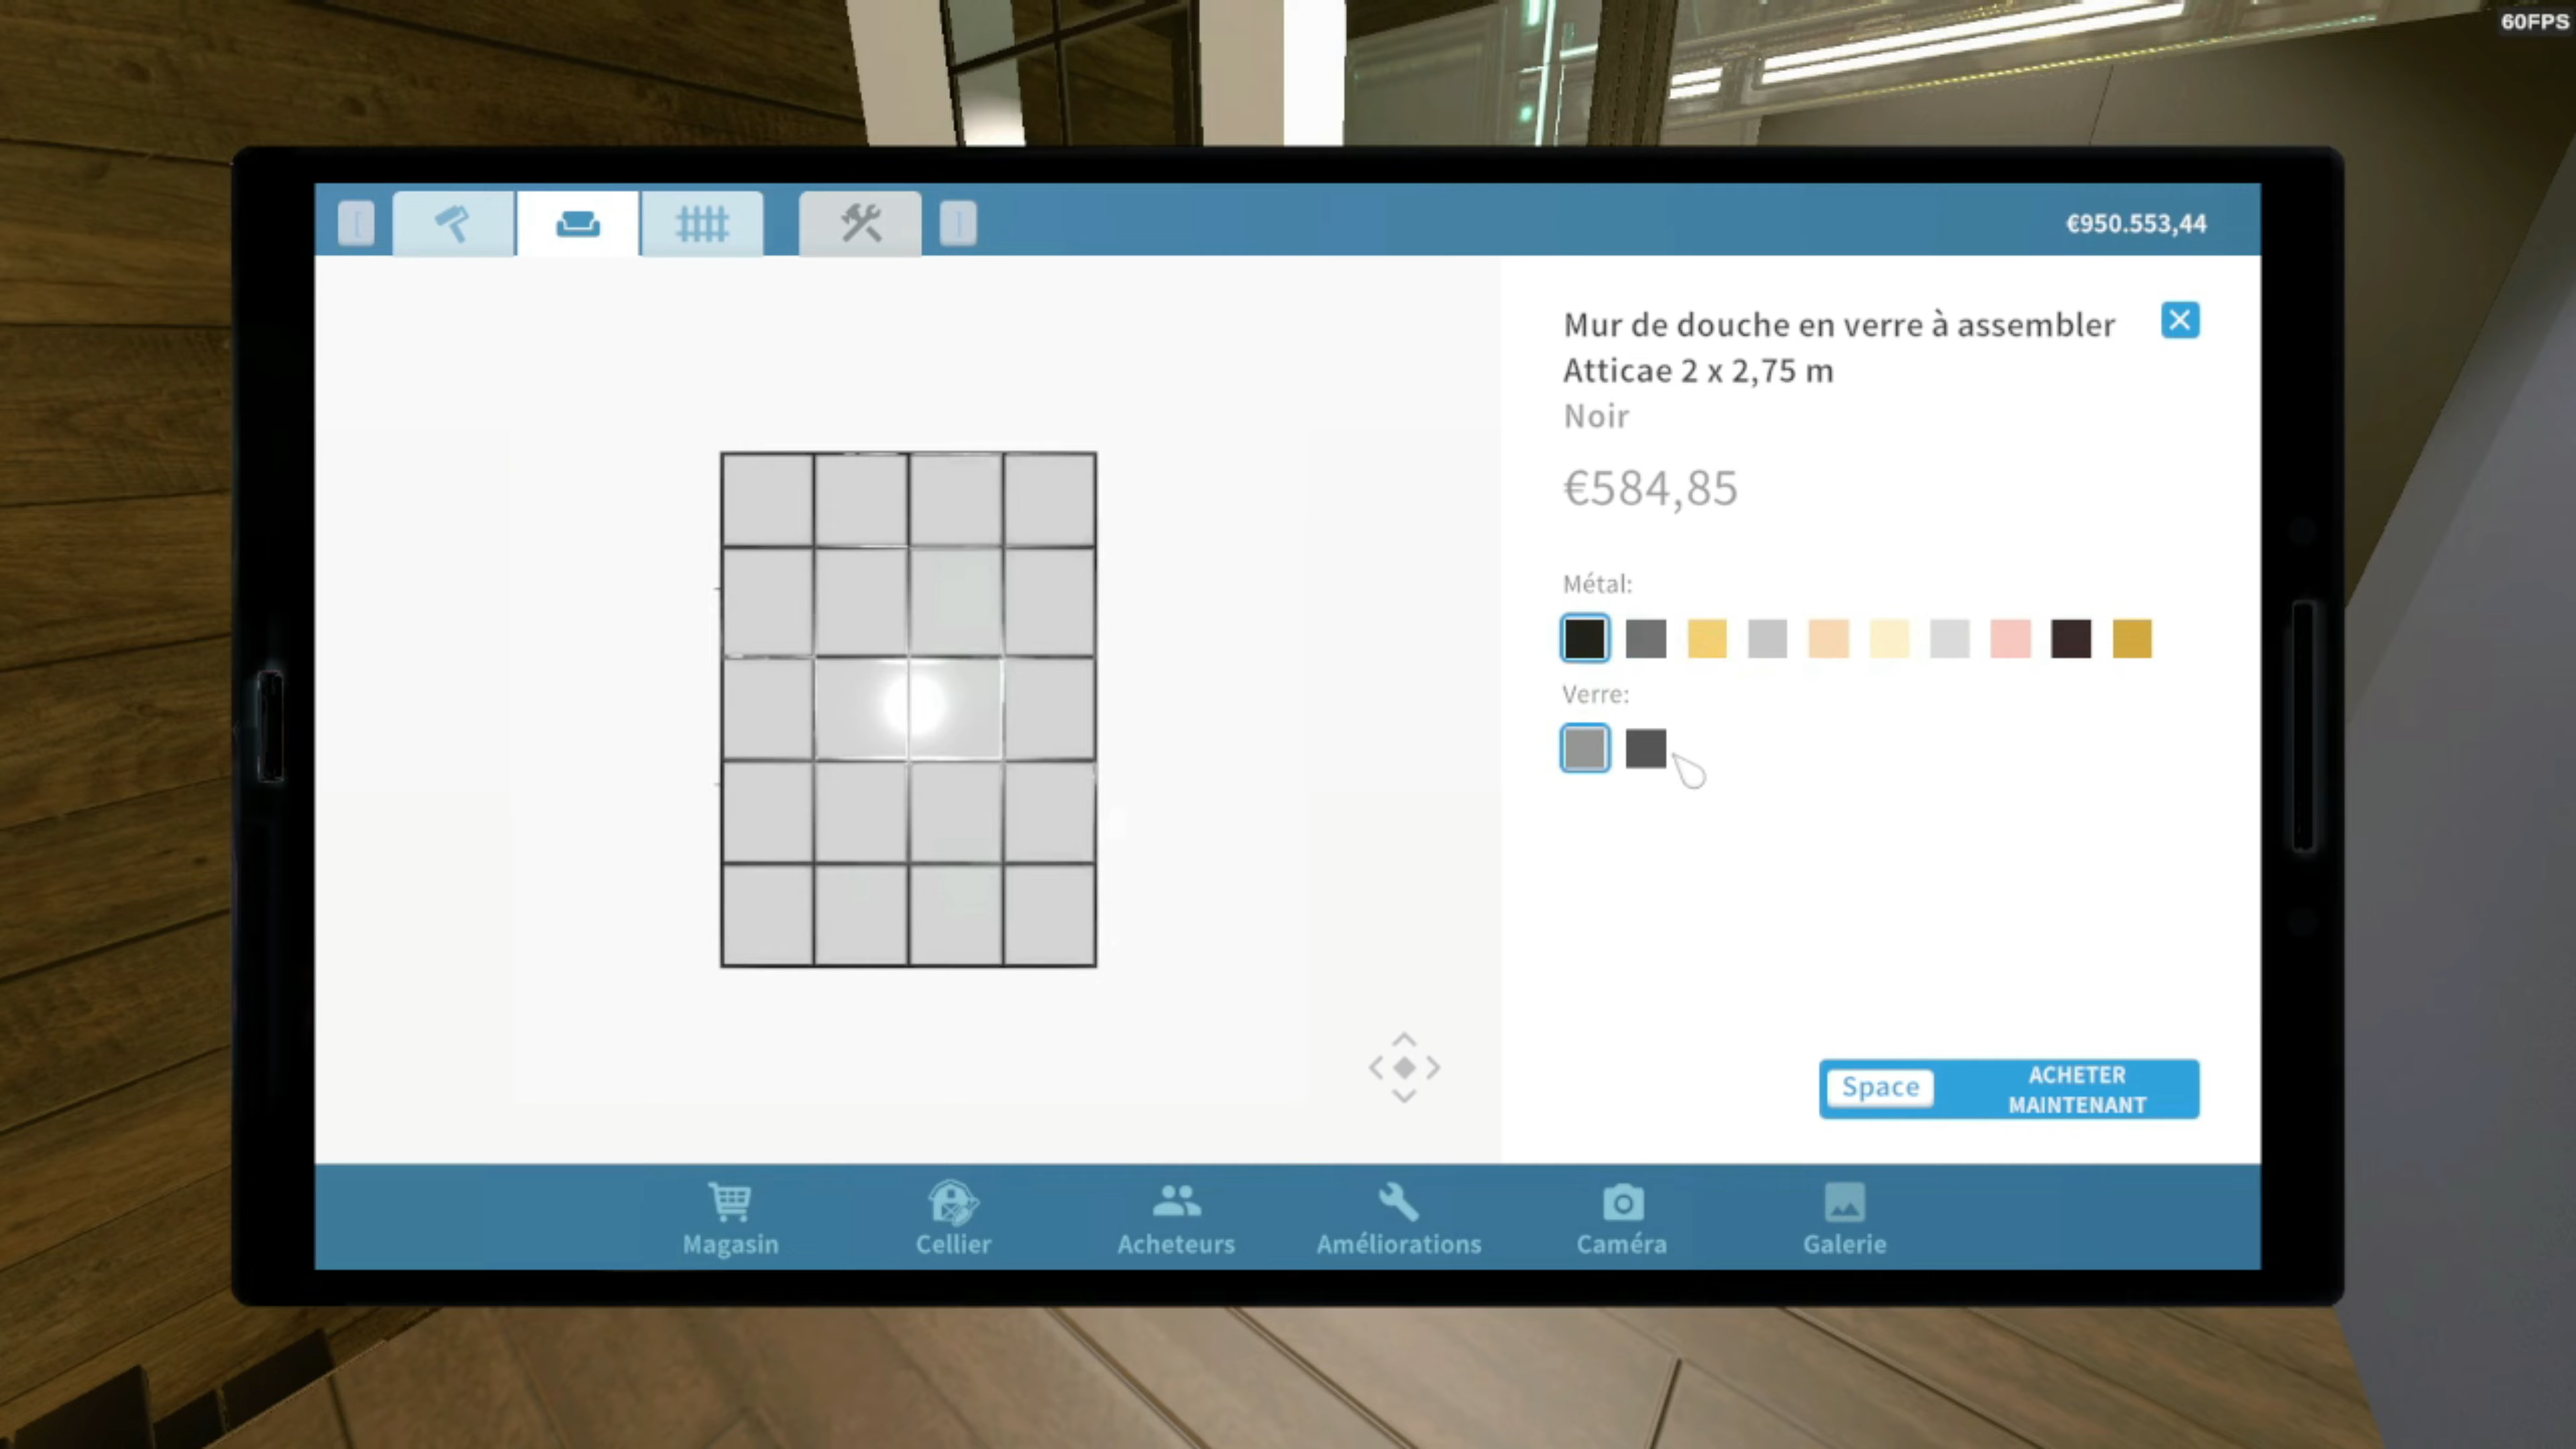 60FPS
[
]
€950.553,44
Mur de douche en verre à assembler
Atticae 2 x 2,75 m
Noir
€584,85
Métal:
Verre:
Space
ACHETER
MAINTENANT
Magasin
Cellier
Acheteurs
Améliorations
Caméra
Galerie